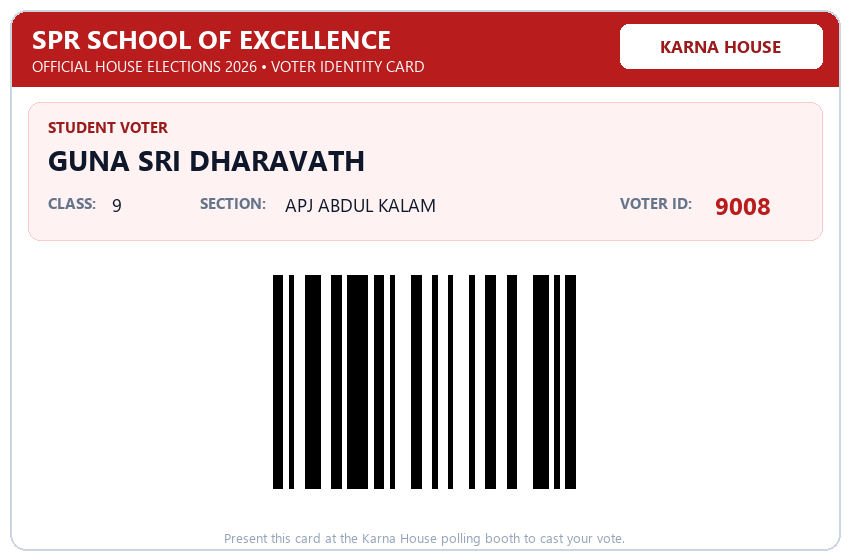 SPR SCHOOL OF EXCELLENCE
OFFICIAL HOUSE ELECTIONS 2026 • VOTER IDENTITY CARD
KARNA HOUSE
STUDENT VOTER
GUNA SRI DHARAVATH
CLASS: 9 SECTION: APJ ABDUL KALAM VOTER ID: 9008
Present this card at the Karna House polling booth to cast your vote.